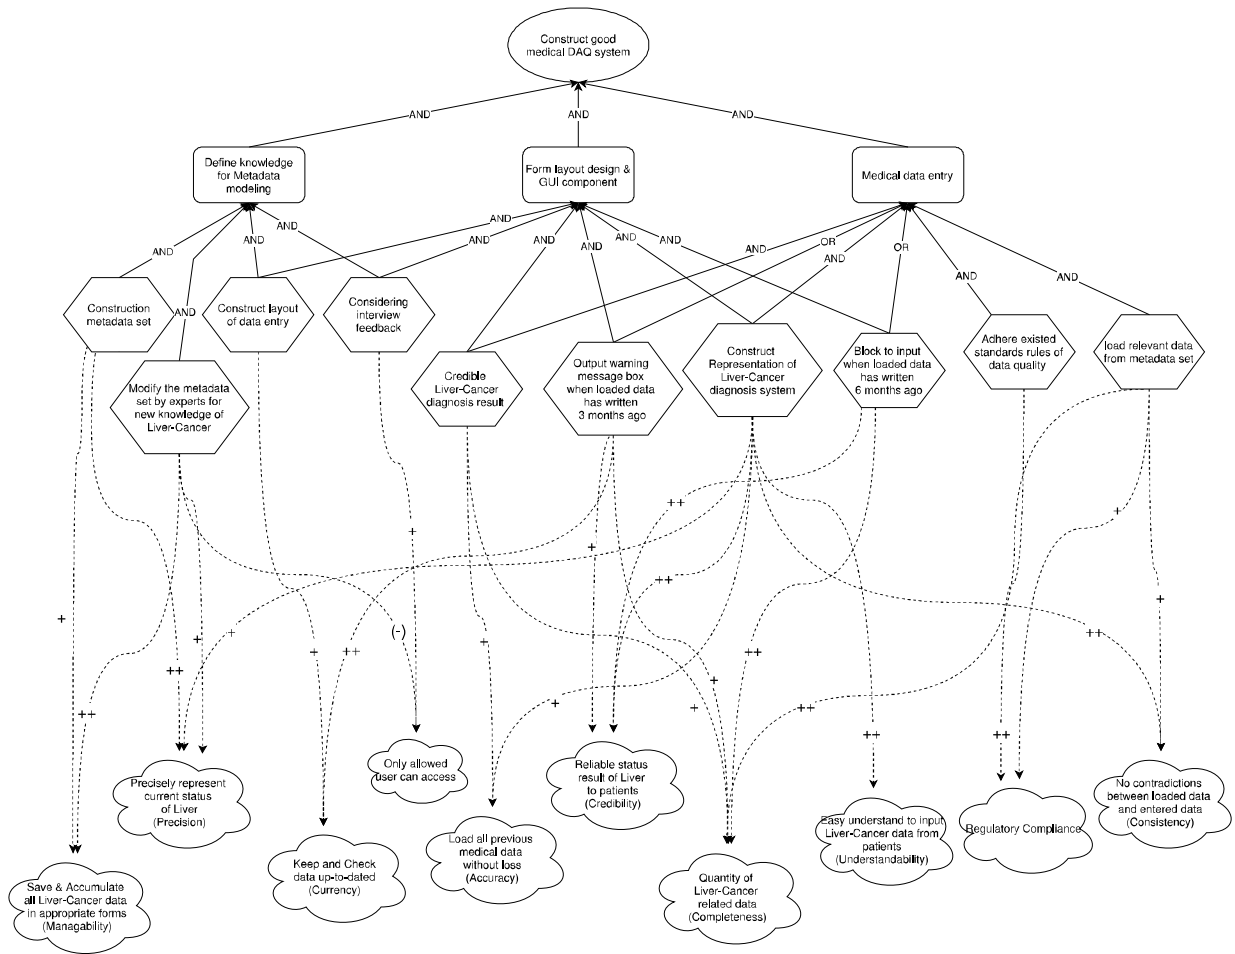 Construct good
medical DAQ system
AND
AND
AND
Define knowledge
for Metadata
modeling
Form layout design &
GUI component
Medical data entry
AND
AND
AND
AND
AND
AND
AND
AND
AND
AND
OR
AND
OR
AND
AND
AND
Construction
metadata set
Construct layout
of data entry
Considering
interview
feedback
Modify the metadata
set by experts for
new knowledge of
Liver-Cancer
Credible
Liver-Cancer
diagnosis result
Output warning
message box
when loaded data
has written
3 months ago
Construct
Representation of
Liver-Cancer
diagnosis system
Block to input
when loaded data
has written
6 months ago
Adhere existed
standards rules of
data quality
load relevant data
from metadata set
++
+
+
+
++
+
+
++
+
+
+
++
(-)
+
++
++
++
+
+
+
++
++
++
++
Only allowed
user can access
Precisely represent
current status
of Liver
(Precision)
Reliable status
result of Liver
to patients
(Credibility)
No contradictions
between loaded data
and entered data
(Consistency)
Easy understand to input
Liver-Cancer data from
patients
(Understandability)
Regulatory Compliance
Load all previous
medical data
without loss
(Accuracy)
Keep and Check
data up-to-dated
(Currency)
Quantity of
Liver-Cancer
related data
(Completeness)
Save & Accumulate
all Liver-Cancer data
in appropriate forms
(Managability)